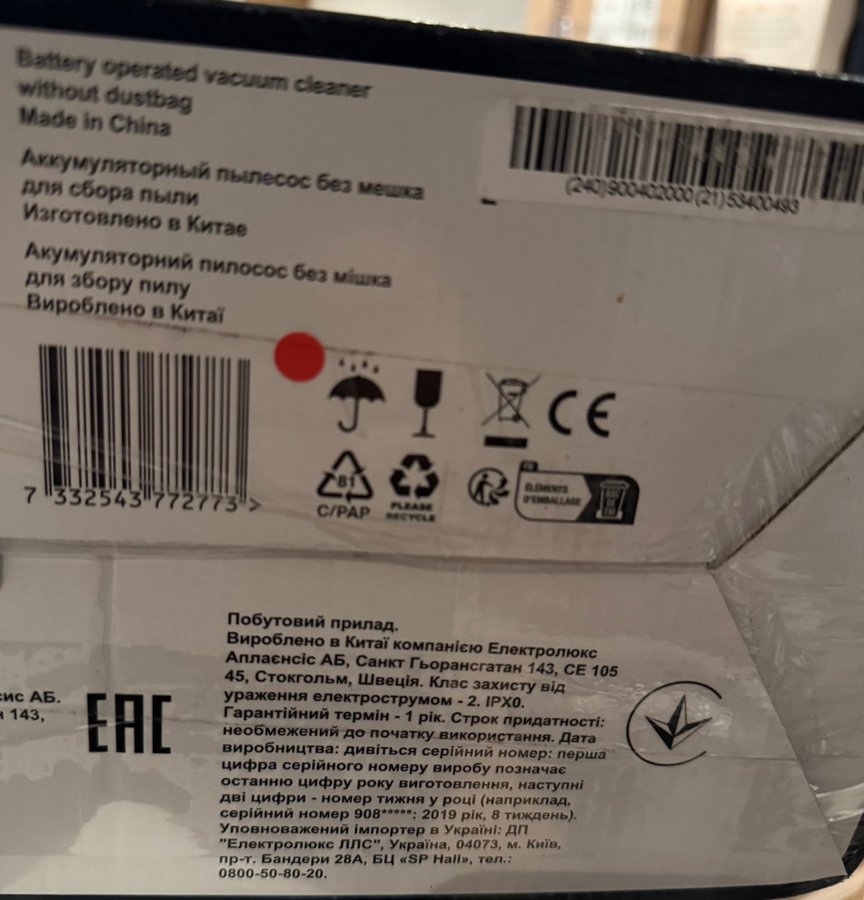 Battery operated vacuum cleaner
without dustbag
Made in China
Аккумуляторный пылесос без мешка
для сбора пыли
Изготовлено в Китае
Акумуляторний пилосос без мішка
для збору пилу
Вироблено в Китаї
(240)900402000(21)53400493
7 332543 772773 >
CE
81
C/PAP
PLEASE
RECYCLE
FR
ÉLÉMENTS
D'EMBALLAGE
BAC DE TRI
сис АБ.
н 143,
EAC
Побутовий прилад.
Вироблено в Китаї компанією Електролюкс
Аплаєнсіс АБ, Санкт Гьорансгатан 143, СЕ 105
45, Стокгольм, Швеція. Клас захисту від
ураження електрострумом - 2. IPX0.
Гарантійний термін - 1 рік. Строк придатності:
необмежений до початку використання. Дата
виробництва: дивіться серійний номер: перша
цифра серійного номеру виробу позначає
останню цифру року виготовлення, наступні
дві цифри - номер тижня у році (наприклад,
серійний номер 908*****: 2019 рік, 8 тиждень).
Уповноважений імпортер в Україні: ДП
"Електролюкс ЛЛС", Україна, 04073, м. Київ,
пр-т. Бандери 28А, БЦ «SP Hall», тел.:
0800-50-80-20.